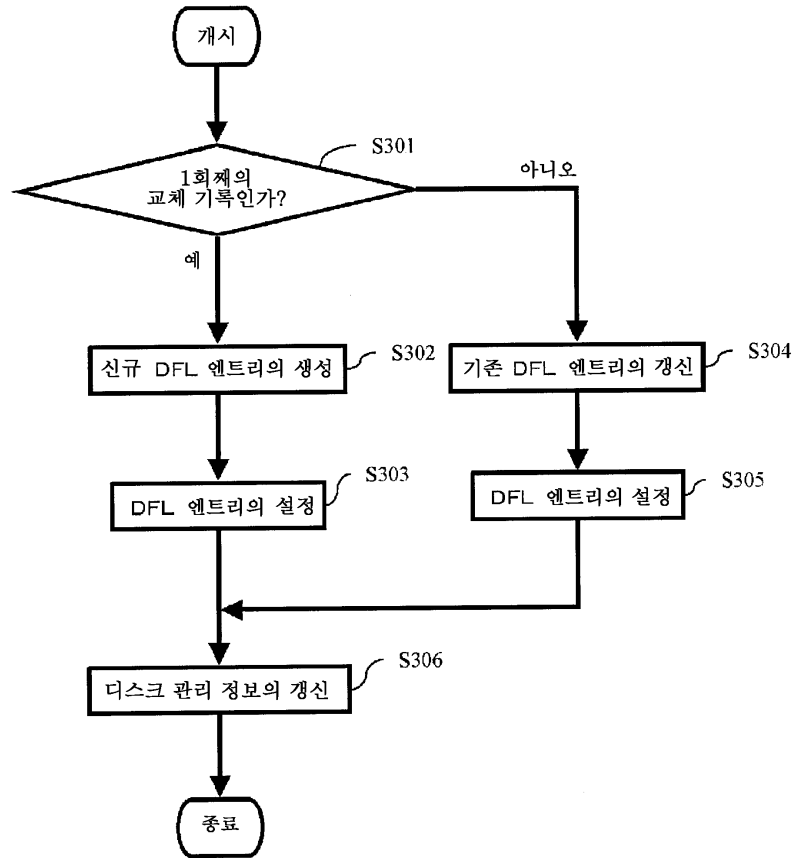 개시
S301
1회째의
교체 기록인가?
아니오
예
신규 DFL 엔트리의 생성
S302
기존 DFL 엔트리의 갱신
S304
S303
DFL 엔트리의 설정
S305
DFL 엔트리의 설정
S306
디스크 관리 정보의 갱신
종료